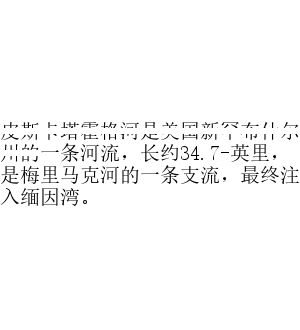 皮斯卡塔霍格河是美国新罕布什尔
州的一条河流，长约34.7-英里，
是梅里马克河的一条支流，最终注
入缅因湾。